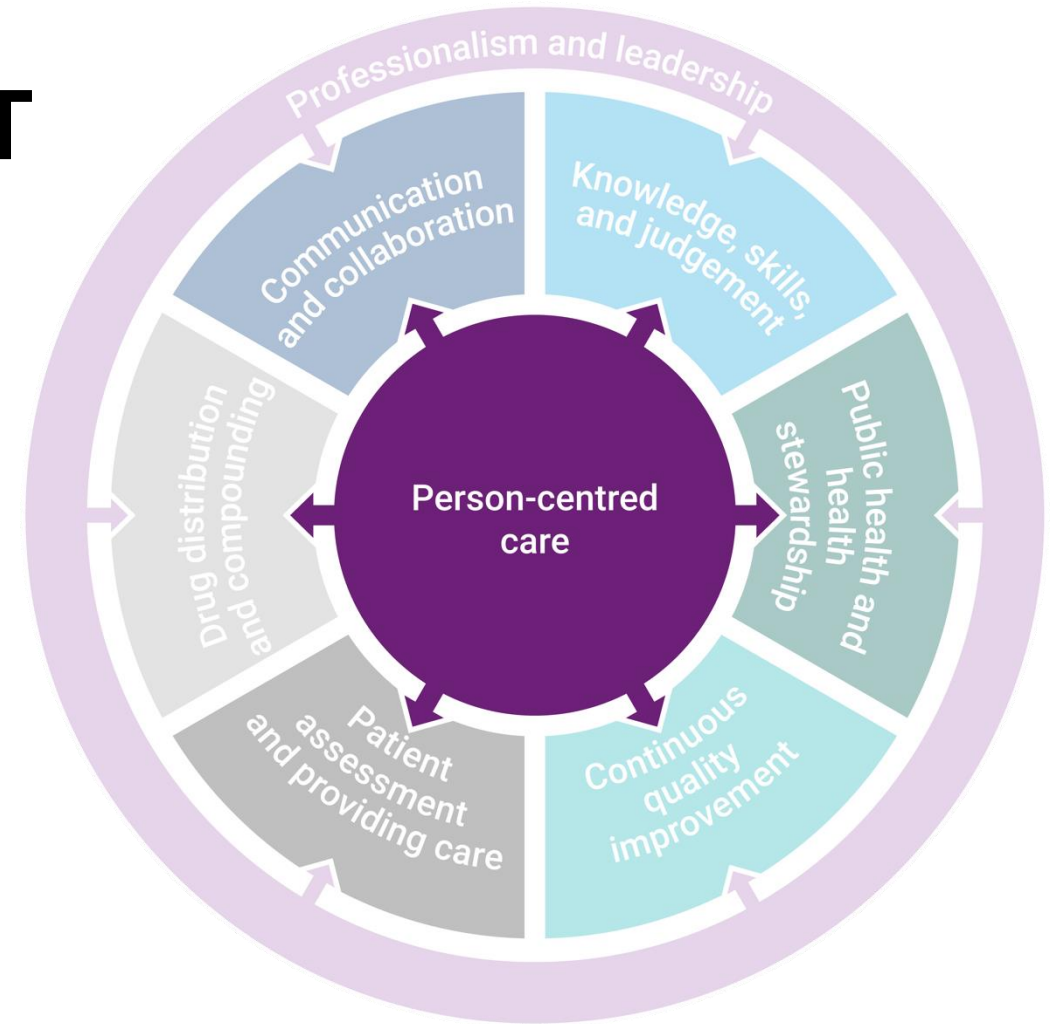 T
Professionalism and leadership
Communication
and collaboration
Knowledge, skills,
and judgement
Public health and
health
stewardship
Continuous
quality
improvement
Patient
assessment
and providing care
Drug distribution
and compounding
Person-centred
care